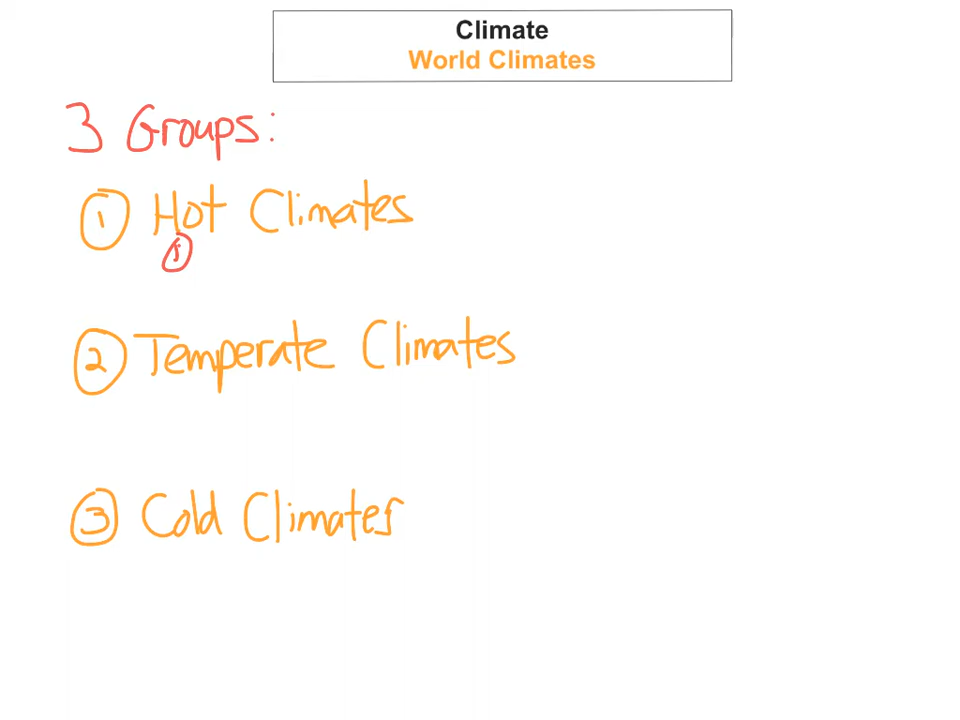 Climate
World Climates
3 Groups:
① Hot Climates
ⓘ
② Temperate Climates
③ Cold Climates